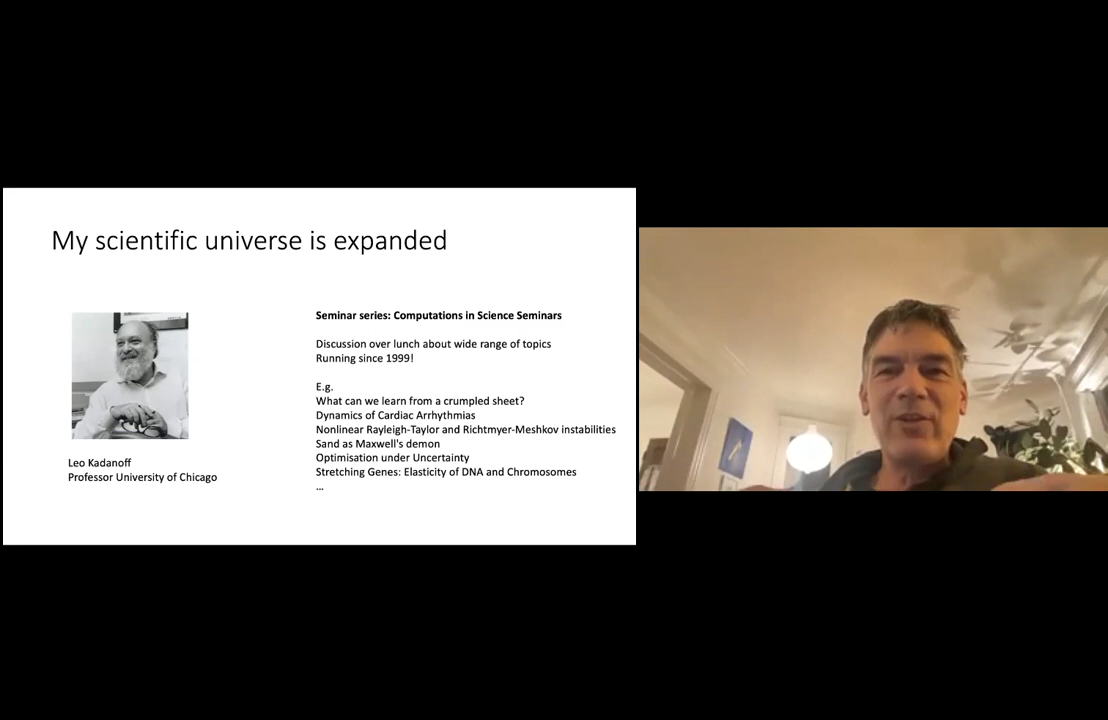 My scientific universe is expanded
Seminar series: Computations in Science Seminars
Discussion over lunch about wide range of topics
Running since 1999!
E.g.
What can we learn from a crumpled sheet?
Dynamics of Cardiac Arrhythmias
Nonlinear Rayleigh-Taylor and Richtmyer-Meshkov instabilities
Sand as Maxwell's demon
Optimisation under Uncertainty
Stretching Genes: Elasticity of DNA and Chromosomes
...
Leo Kadanoff
Professor University of Chicago